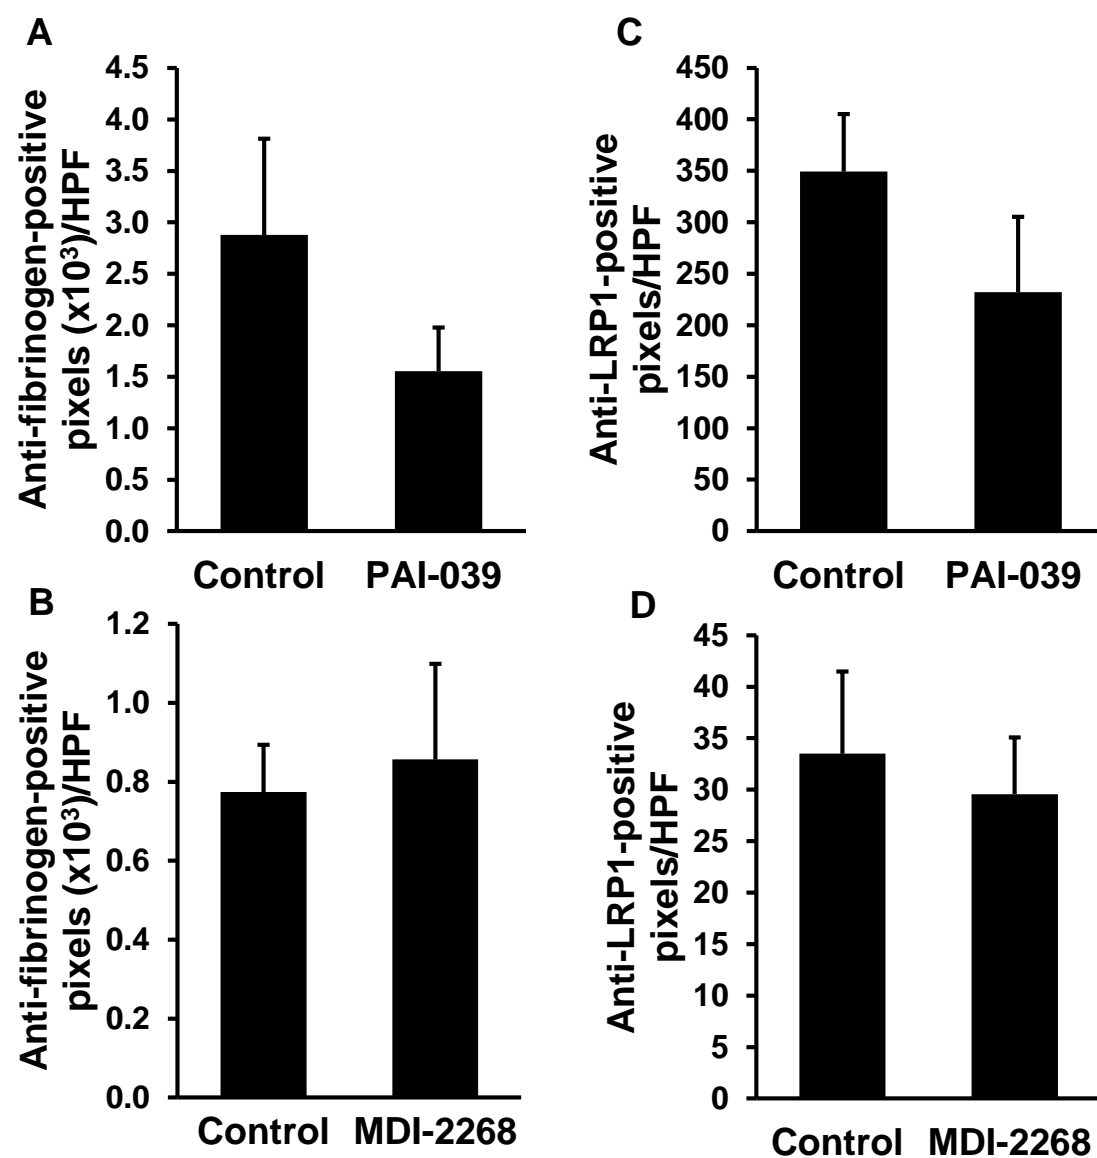 A
Anti-fibrinogen-positive
pixels (x10³)/HPF
4.5
4.0
3.5
3.0
2.5
2.0
1.5
1.0
0.5
0.0
Control PAI-039
C
Anti-LRP1-positive
pixels/HPF
450
400
350
300
250
200
150
100
50
0
Control PAI-039
B
Anti-fibrinogen-positive
pixels (x10³)/HPF
1.2
1.0
0.8
0.6
0.4
0.2
0.0
Control MDI-2268
D
Anti-LRP1-positive
pixels/HPF
45
40
35
30
25
20
15
10
5
0
Control MDI-2268